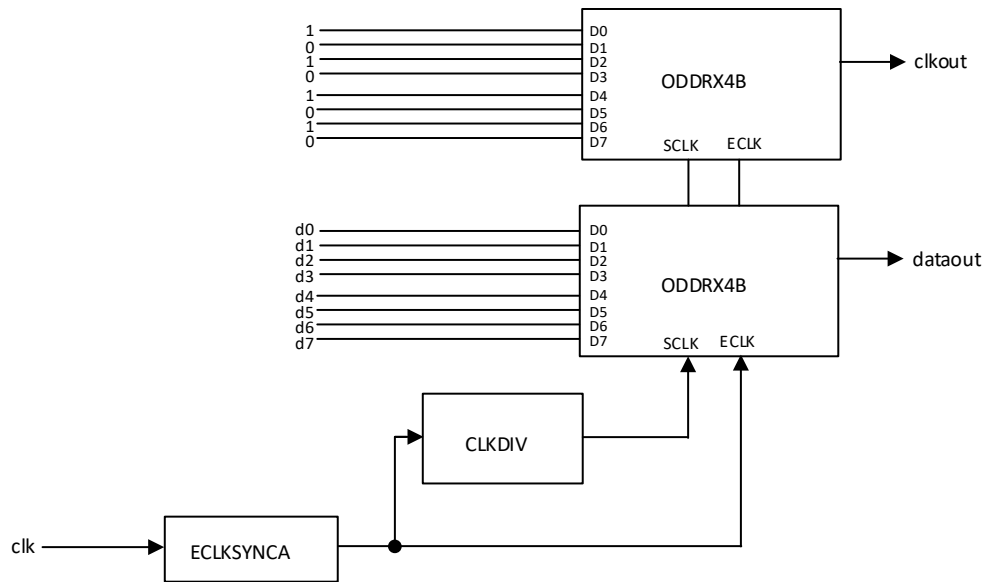 1 D0
0 D1
1 D2
0 D3
1 D4
0 D5
1 D6
0 D7
ODDRX4B
clkout
SCLK ECLK
d0 D0
d1 D1
d2 D2
d3 D3
d4 D4
d5 D5
d6 D6
d7 D7
ODDRX4B
dataout
SCLK ECLK
CLKDIV
clk
ECLKSYNCA